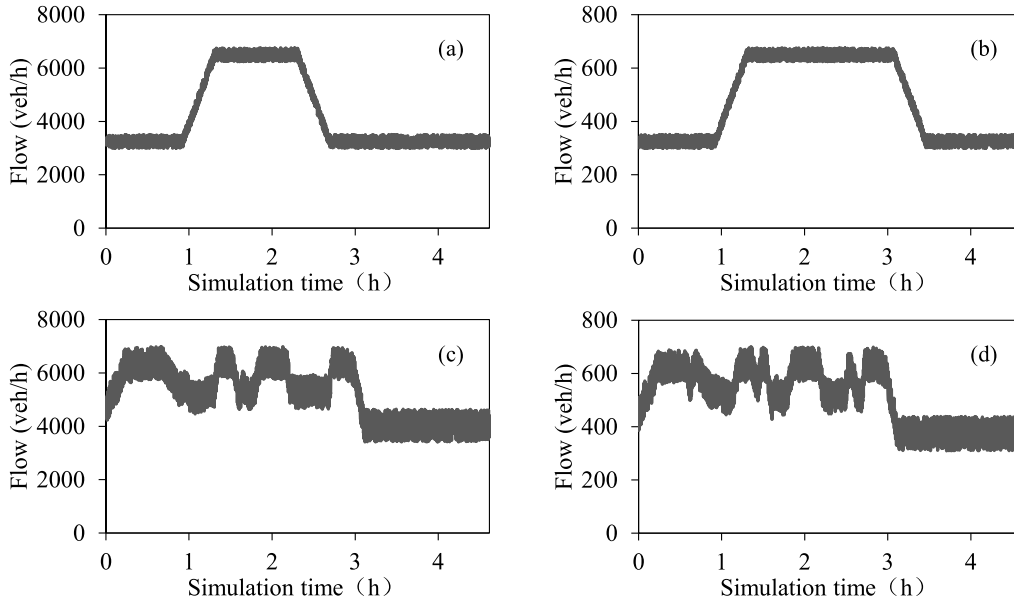 8000
6000
4000
2000
0
Flow (veh/h)
(a)
0 1 2 3 4
Simulation time（h）
800
600
400
200
0
Flow (veh/h)
(b)
0 1 2 3 4
Simulation time（h）
8000
6000
4000
2000
0
Flow (veh/h)
(c)
0 1 2 3 4
Simulation time（h）
800
600
400
200
0
Flow (veh/h)
(d)
0 1 2 3 4
Simulation time（h）